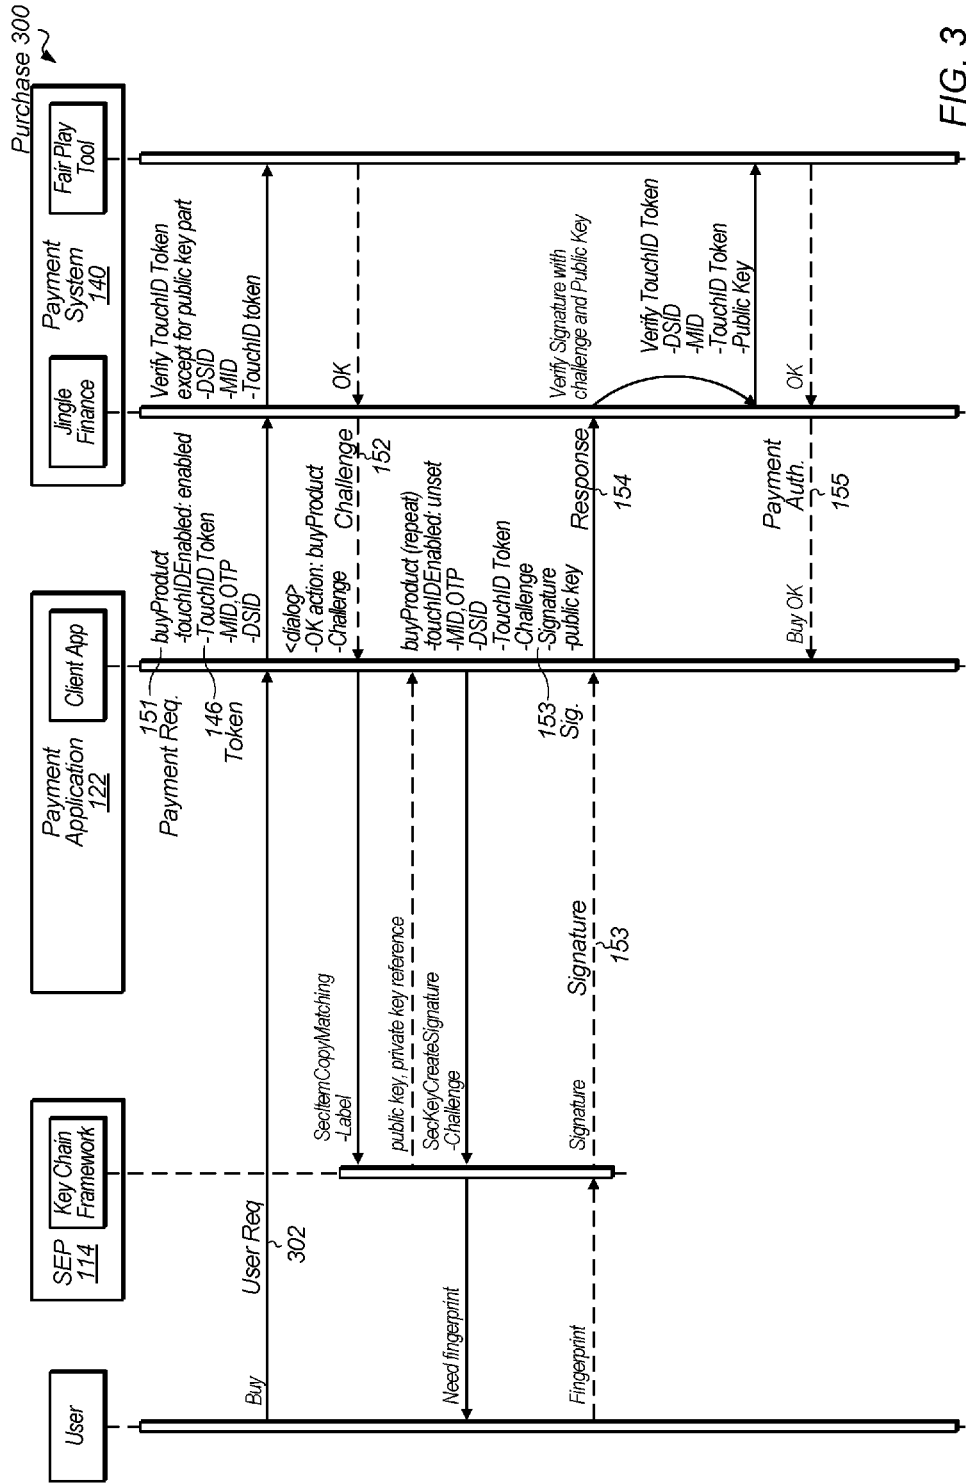 Purchase 300
User
SEP
114
Key Chain
Framework
Payment
Application
122
Client App
Jingle
Finance
Payment
System
140
Fair Play
Tool
Buy
User Req
302
151
Payment Req.
146
Token
buyProduct
-touchIDEnabled: enabled
-TouchID Token
-MID,OTP
-DSID
Verify TouchID Token
except for public key part
-DSID
-MID
-TouchID token
OK
Challenge
152
<dialog>
-OK action: buyProduct
-Challenge
SecItemCopyMatching
-Label
public key, private key reference
SecKeyCreateSignature
-Challenge
Need fingerprint
Fingerprint
Signature
Signature
153
buyProduct (repeat)
-touchIDEnabled: unset
-MID,OTP
-DSID
-TouchID Token
-Challenge
-Signature
-public key
153
Sig.
Response
154
Verify Signature with
challenge and Public Key
Verify TouchID Token
-DSID
-MID
-TouchID Token
-Public Key
OK
Payment
Auth.
155
Buy OK
FIG. 3